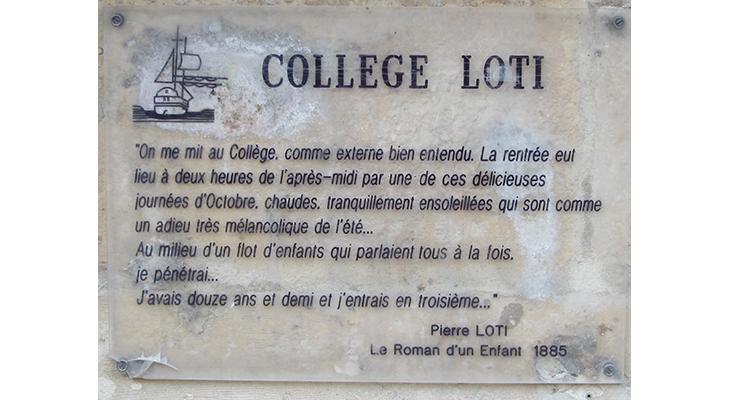 COLLEGE LOTI
"On me mit au Collège, comme externe bien entendu. La rentrée eut
lieu à deux heures de l'après-midi par une de ces délicieuses
journées d'Octobre, chaudes, tranquillement ensoleillées qui sont comme
un adieu très mélancolique de l'été...
Au milieu d'un flot d'enfants qui parlaient tous à la fois,
je pénétrai...
J'avais douze ans et demi et j'entrais en troisième..."
Pierre LOTI
Le Roman d'un Enfant 1885